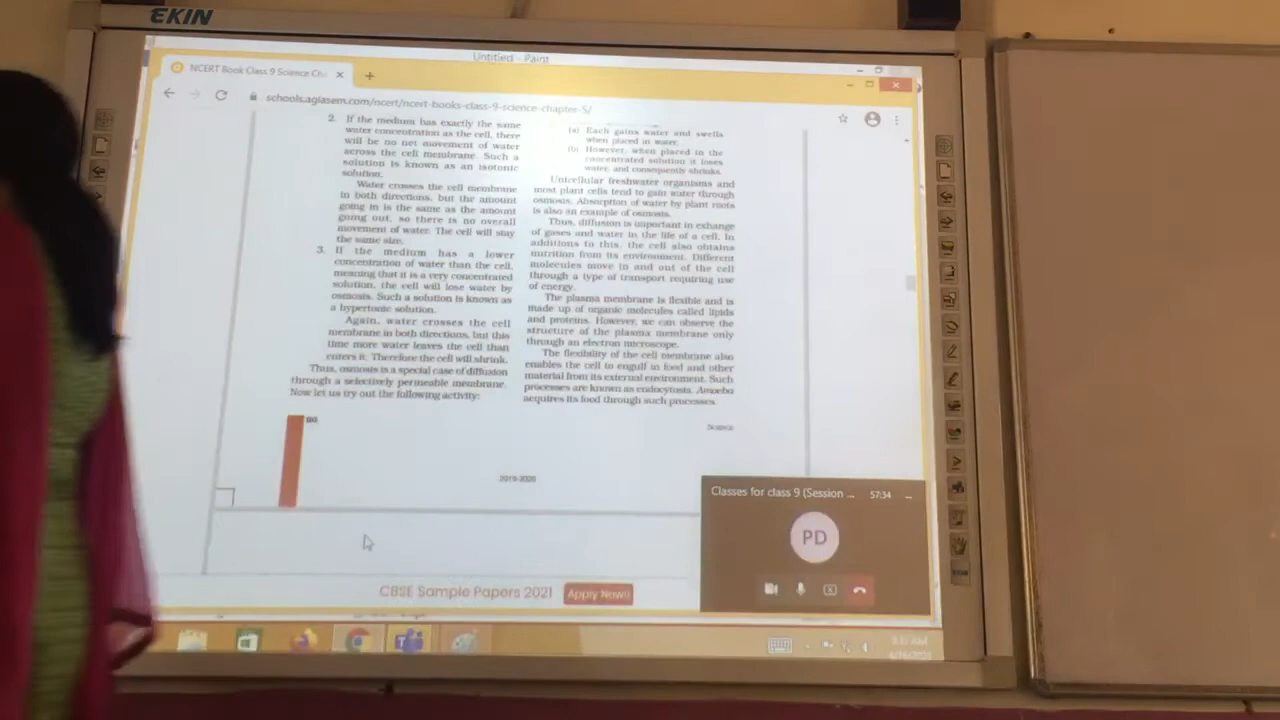 EKIN
Untitled - Paint
NCERT Book Class 9 Science Cha
schools.aglasem.com/ncert/ncert-books-class-9-science-chapter-5/
2. If the medium has exactly the same
water concentration as the cell, there
will be no net movement of water
across the cell membrane. Such a
solution is known as an isotonic
solution.
Water crosses the cell membrane
in both directions, but the amount
going in is the same as the amount
going out, so there is no overall
movement of water. The cell will stay
the same size.
3. If the medium has a lower
concentration of water than the cell,
meaning that it is a very concentrated
solution, the cell will lose water by
osmosis. Such a solution is known as
a hypertonic solution.
Again, water crosses the cell
membrane in both directions, but this
time more water leaves the cell than
enters it. Therefore the cell will shrink.
Thus, osmosis is a special case of diffusion
through a selectively permeable membrane.
Now let us try out the following activity:
(a) Each gains water and swells
when placed in water.
(b) However, when placed in the
concentrated solution it loses
water, and consequently shrinks.
Unicellular freshwater organisms and
most plant cells tend to gain water through
osmosis. Absorption of water by plant roots
is also an example of osmosis.
Thus, diffusion is important in exhange
of gases and water in the life of a cell. In
additions to this, the cell also obtains
nutrition from its environment. Different
molecules move in and out of the cell
through a type of transport requiring use
of energy.
The plasma membrane is flexible and is
made up of organic molecules called lipids
and proteins. However, we can observe the
structure of the plasma membrane only
through an electron microscope.
The flexibility of the cell membrane also
enables the cell to engulf in food and other
material from its external environment. Such
processes are known as endocytosis. Amoeba
acquires its food through such processes.
Science
2019-2020
Classes for class 9 (Session ... 57:34
PD
CBSE Sample Papers 2021 Apply Now!!